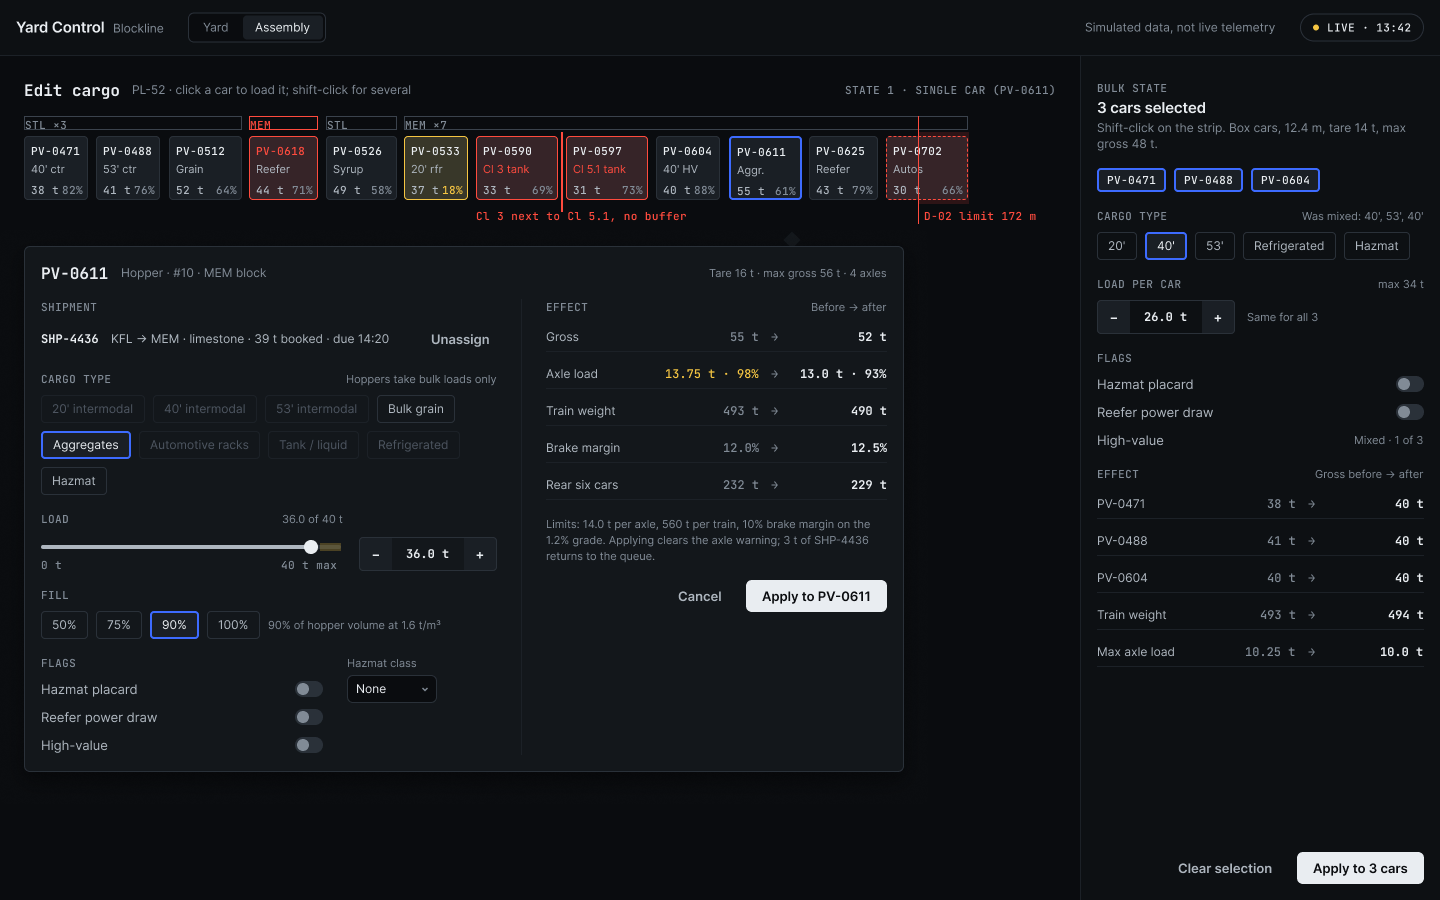 Yard Control Blockline Yard Assembly Simulated data, not live telemetry LIVE · 13:42
Edit cargo PL-52 · click a car to load it; shift-click for several STATE 1 · SINGLE CAR (PV-0611)
STL ×3 MEM STL MEM ×7
PV-0471 PV-0488 PV-0512 PV-0618 PV-0526 PV-0533 PV-0590 PV-0597 PV-0604 PV-0611 PV-0625 PV-0702
40' ctr 53' ctr Grain Reefer Syrup 20' rfr Cl 3 tank Cl 5.1 tank 40' HV Aggr. Reefer Autos
38 t 82% 41 t 76% 52 t 64% 44 t 71% 49 t 58% 37 t 18% 33 t 69% 31 t 73% 40 t 88% 55 t 61% 43 t 79% 30 t 66%
Cl 3 next to Cl 5.1, no buffer D-02 limit 172 m
PV-0611 Hopper · #10 · MEM block Tare 16 t · max gross 56 t · 4 axles
SHIPMENT
SHP-4436 KFL → MEM · limestone · 39 t booked · due 14:20 Unassign
CARGO TYPE Hoppers take bulk loads only
20' intermodal 40' intermodal 53' intermodal Bulk grain
Aggregates Automotive racks Tank / liquid Refrigerated
Hazmat
LOAD 36.0 of 40 t
− 36.0 t +
0 t 40 t max
FILL
50% 75% 90% 100% 90% of hopper volume at 1.6 t/m³
FLAGS Hazmat class
Hazmat placard None
Reefer power draw
High-value
EFFECT Before → after
Gross 55 t → 52 t
Axle load 13.75 t · 98% → 13.0 t · 93%
Train weight 493 t → 490 t
Brake margin 12.0% → 12.5%
Rear six cars 232 t → 229 t
Limits: 14.0 t per axle, 560 t per train, 10% brake margin on the
1.2% grade. Applying clears the axle warning; 3 t of SHP-4436
returns to the queue.
Cancel Apply to PV-0611
BULK STATE
3 cars selected
Shift-click on the strip. Box cars, 12.4 m, tare 14 t, max
gross 48 t.
PV-0471 PV-0488 PV-0604
CARGO TYPE Was mixed: 40', 53', 40'
20' 40' 53' Refrigerated Hazmat
LOAD PER CAR max 34 t
− 26.0 t + Same for all 3
FLAGS
Hazmat placard
Reefer power draw
High-value Mixed · 1 of 3
EFFECT Gross before → after
PV-0471 38 t → 40 t
PV-0488 41 t → 40 t
PV-0604 40 t → 40 t
Train weight 493 t → 494 t
Max axle load 10.25 t → 10.0 t
Clear selection Apply to 3 cars